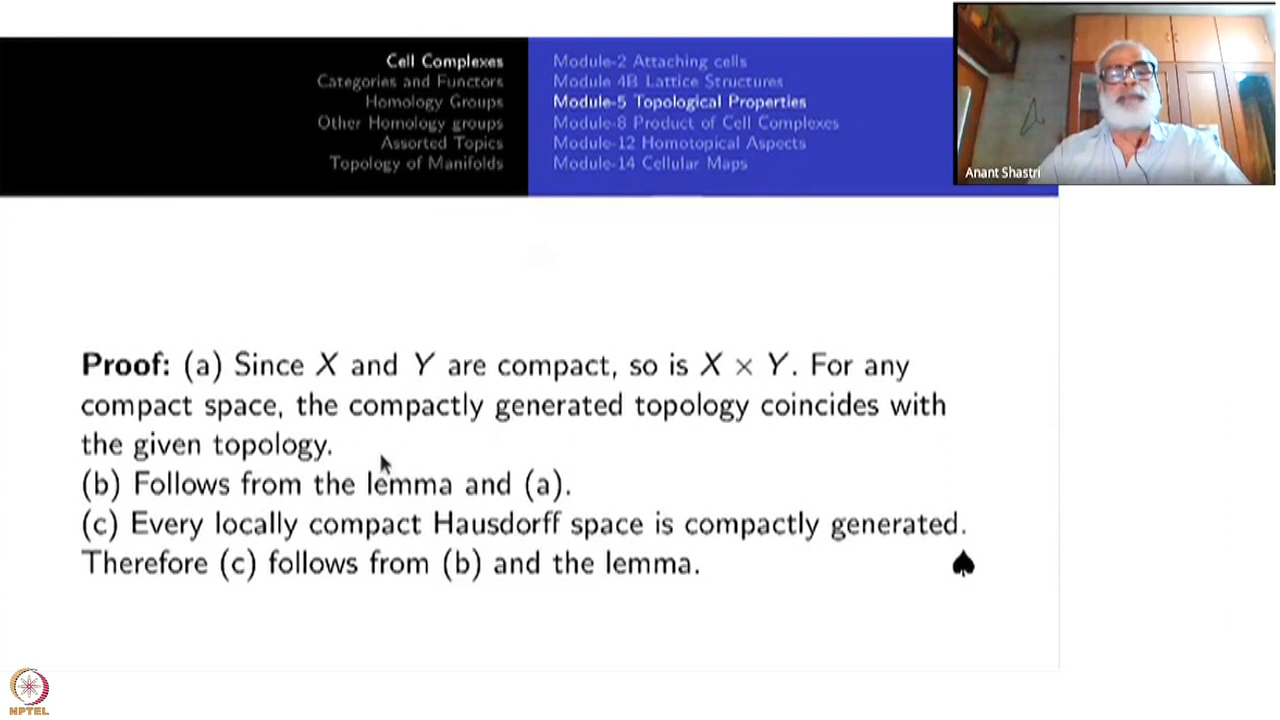 Cell Complexes
Categories and Functors
Homology Groups
Other Homology groups
Assorted Topics
Topology of Manifolds
Module-2 Attaching cells
Module 4B Lattice Structures
Module-5 Topological Properties
Module-8 Product of Cell Complexes
Module-12 Homotopical Aspects
Module-14 Cellular Maps
Anant Shastri
Proof: (a) Since X and Y are compact, so is X × Y. For any
compact space, the compactly generated topology coincides with
the given topology.
(b) Follows from the lemma and (a).
(c) Every locally compact Hausdorff space is compactly generated.
Therefore (c) follows from (b) and the lemma. ♠
NPTEL